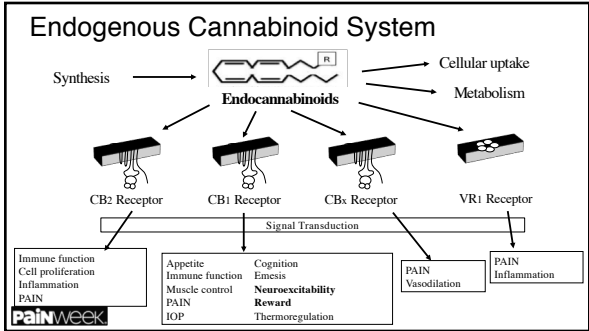 Endogenous Cannabinoid System
R
Synthesis
Cellular uptake
Metabolism
Endocannabinoids
CB2 Receptor
CB1 Receptor
CBx Receptor
VR1 Receptor
Signal Transduction
Immune function
Cell proliferation
Inflammation
PAIN
Appetite Cognition
Immune function Emesis
Muscle control Neuroexcitability
PAIN Reward
IOP Thermoregulation
PAIN
Vasodilation
PAIN
Inflammation
PAINWEEK.